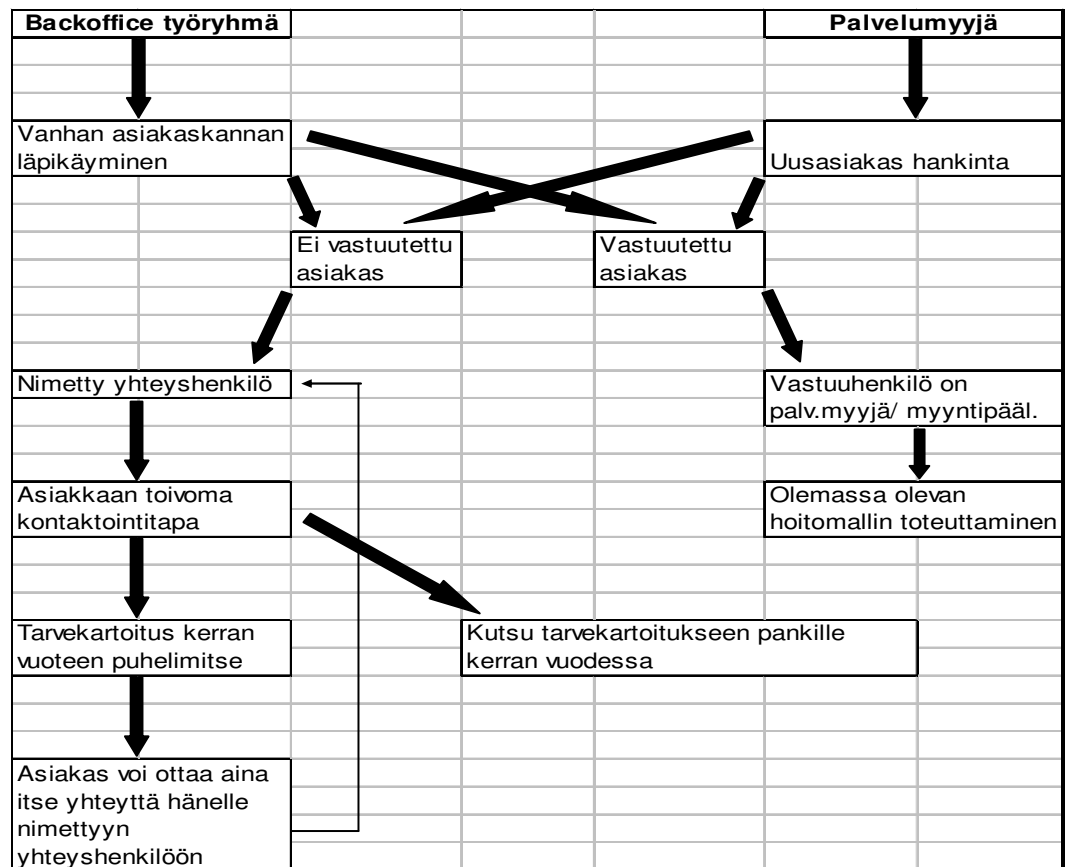 Backoffice työryhmä
Palvelumyyjä
Vanhan asiakaskannan
läpikäyminen
Uusasiakas hankinta
Ei vastuutettu
asiakas
Vastuutettu
asiakas
Nimetty yhteyshenkilö
Vastuuhenkilö on
palv.myyjä/ myyntipääl.
Asiakkaan toivoma
kontaktointitapa
Olemassa olevan
hoitomallin toteuttaminen
Tarvekartoitus kerran
vuoteen puhelimitse
Kutsu tarvekartoitukseen pankille
kerran vuodessa
Asiakas voi ottaa aina
itse yhteyttä hänelle
nimettyyn
yhteyshenkilöön